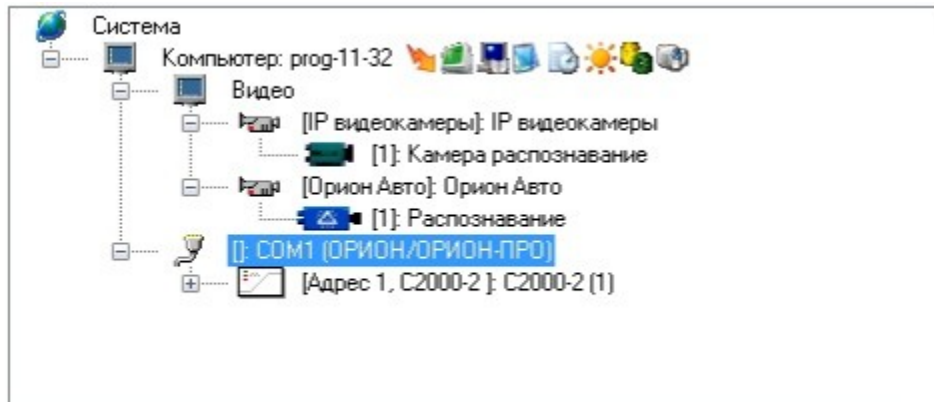 Система
Компьютер: prog-11-32
Видео
[IP видеокамеры]: IP видеокамеры
[1]: Камера распознавание
[Орион Авто]: Орион Авто
[1]: Распознавание
[]: COM1 (ОРИОН/ОРИОН-ПРО)
[Адрес 1, С2000-2 ]: С2000-2 (1)